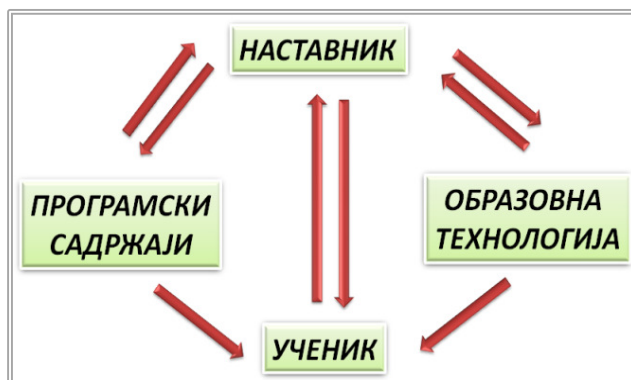 НАСТАВНИК
ПРОГРАМСКИ
САДРЖАЈИ
ОБРАЗОВНА
ТЕХНОЛОГИЈА
УЧЕНИК